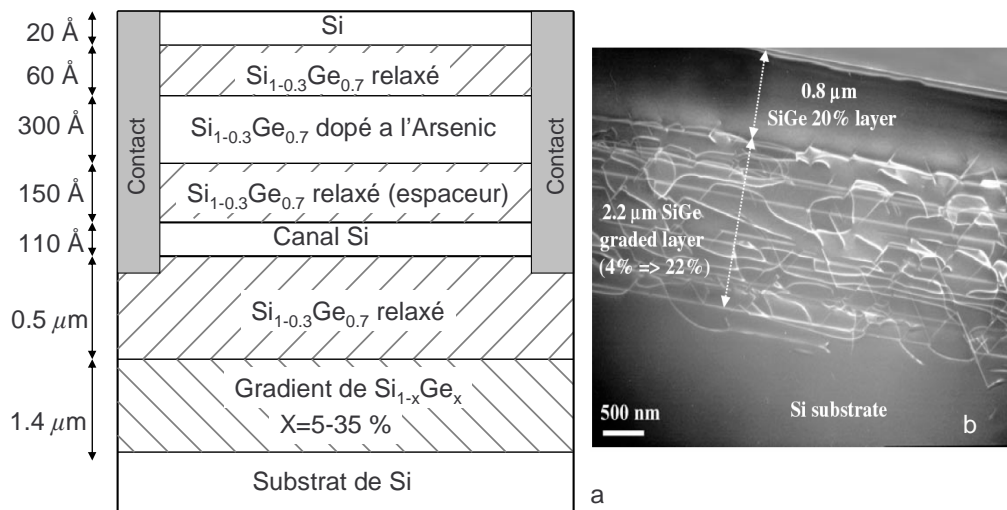 20 Å
60 Å
300 Å
150 Å
110 Å
0.5 μm
1.4 μm
Contact
Contact
Si
Si1-0.3Ge0.7 relaxé
Si1-0.3Ge0.7 dopé a l’Arsenic
Si1-0.3Ge0.7 relaxé (espaceur)
Canal Si
Si1-0.3Ge0.7 relaxé
Gradient de Si1-xGex
X=5-35 %
Substrat de Si
a
0.8 μm
SiGe 20% layer
2.2 μm SiGe
graded layer
(4% => 22%)
Si substrate
500 nm
b